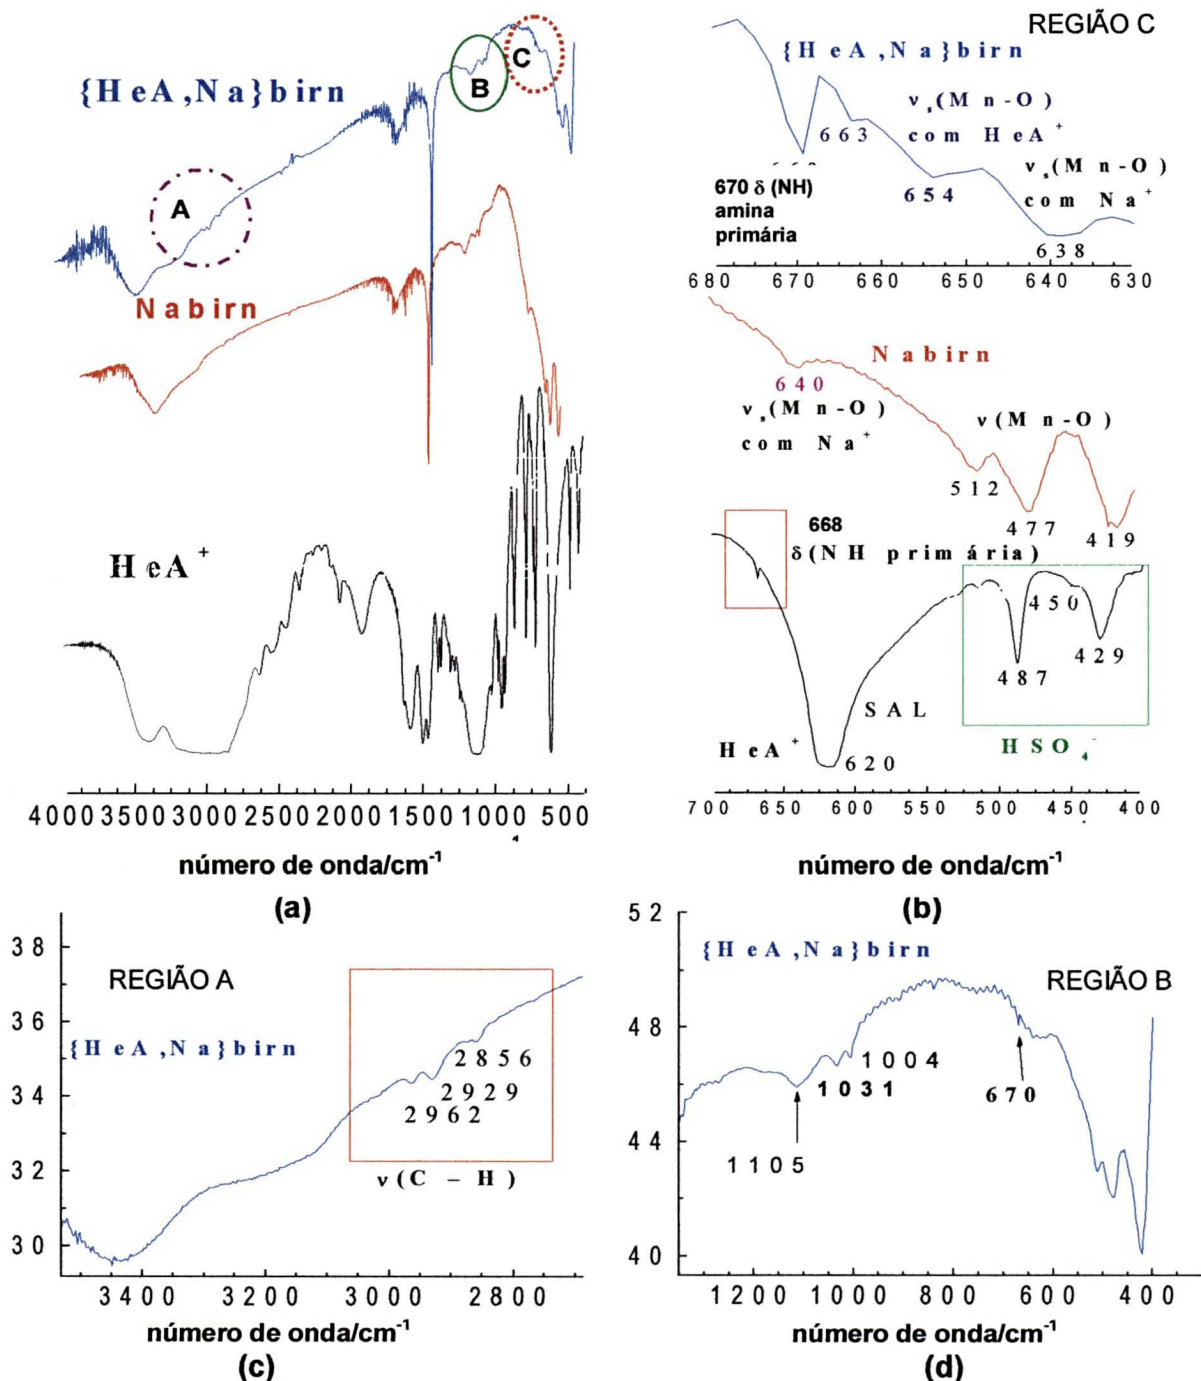 {HeA,Na}birn
A
B
C
Nabirn
HeA⁺
4000 3500 3000 2500 2000 1500 1000 500
número de onda/cm⁻¹
(a)
REGIÃO C
{HeA,Na}birn
663
νₛ(Mn-O)
com HeA⁺
654
νₛ(Mn-O)
com Na⁺
638
670 δ (NH)
amina
primária
680 670 660 650 640 630
Nabirn
640
νₛ(Mn-O)
com Na⁺
ν(Mn-O)
512
477
419
668
δ(NH primária)
450
429
487
SAL
HeA⁺
620
HSO₄⁻
700 650 600 550 500 450 400
número de onda/cm⁻¹
(b)
38
36
34
32
30
REGIÃO A
{HeA,Na}birn
2856
2929
2962
ν(C – H)
3400 3200 3000 2800
número de onda/cm⁻¹
(c)
52
50
48
44
40
{HeA,Na}birn
REGIÃO B
1004
1031
670
1105
1200 1000 800 600 400
número de onda/cm⁻¹
(d)